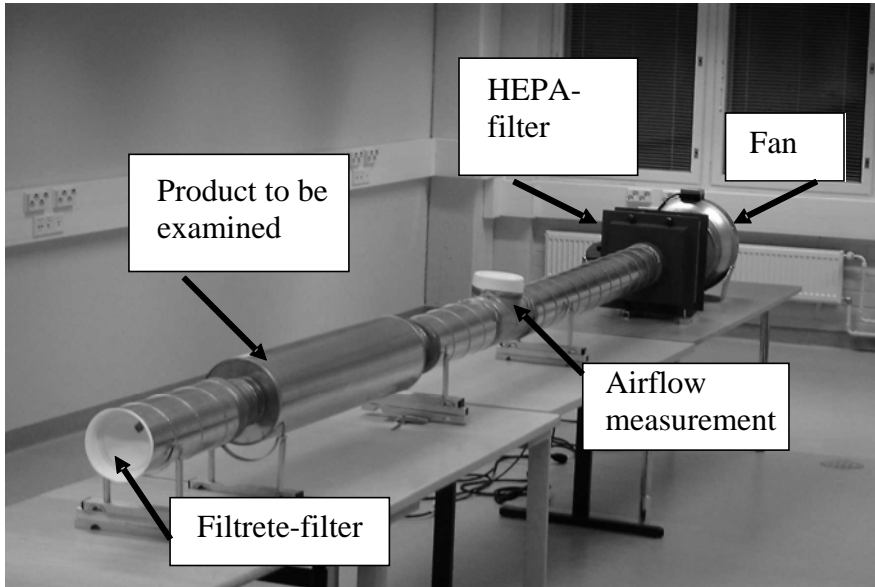 HEPA-
filter
Fan
Product to be
examined
Airflow
measurement
Filtrete-filter